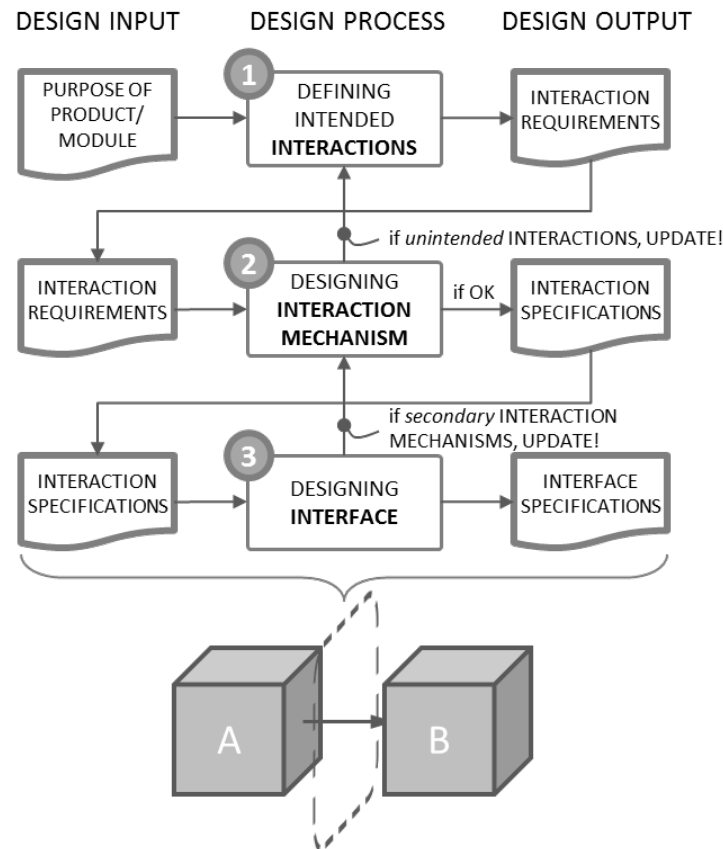 DESIGN INPUT
DESIGN PROCESS
DESIGN OUTPUT
PURPOSE OF
PRODUCT/
MODULE
1
DEFINING
INTENDED
INTERACTIONS
INTERACTION
REQUIREMENTS
if unintended INTERACTIONS, UPDATE!
INTERACTION
REQUIREMENTS
2
DESIGNING
INTERACTION
MECHANISM
if OK
INTERACTION
SPECIFICATIONS
if secondary INTERACTION
MECHANISMS, UPDATE!
INTERACTION
SPECIFICATIONS
3
DESIGNING
INTERFACE
INTERFACE
SPECIFICATIONS
A
B